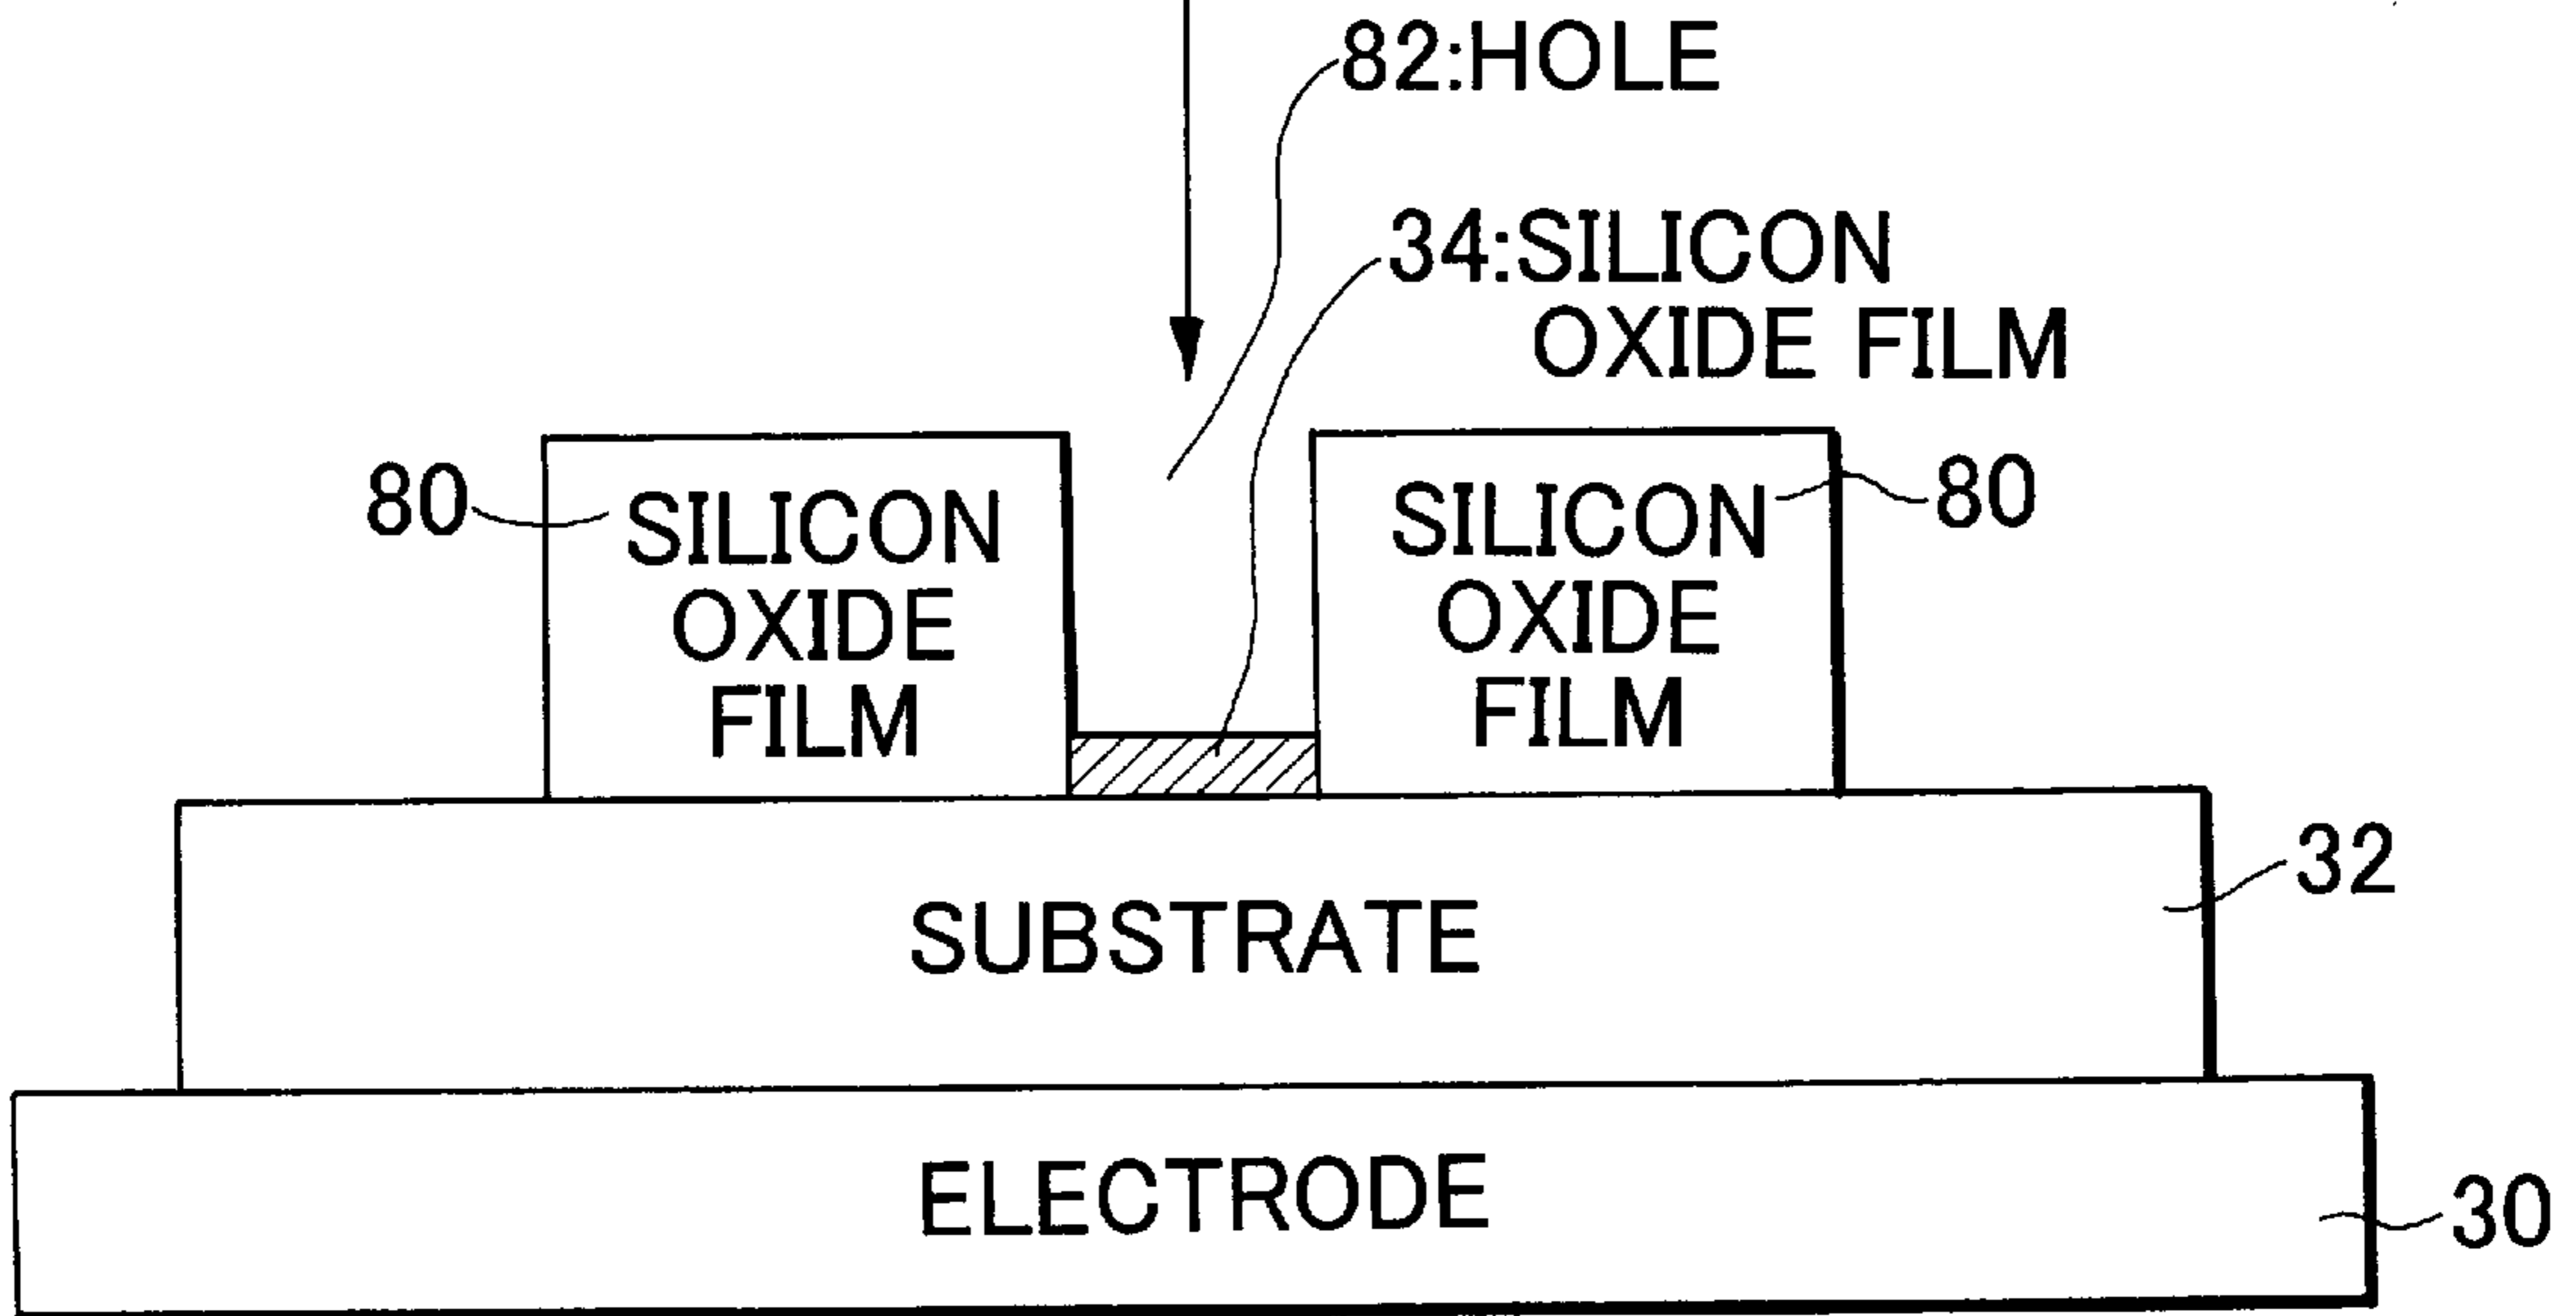 82:HOLE
34:SILICON
OXIDE FILM
80
SILICON
OXIDE
FILM
SILICON
OXIDE
FILM
80
32
SUBSTRATE
ELECTRODE
30